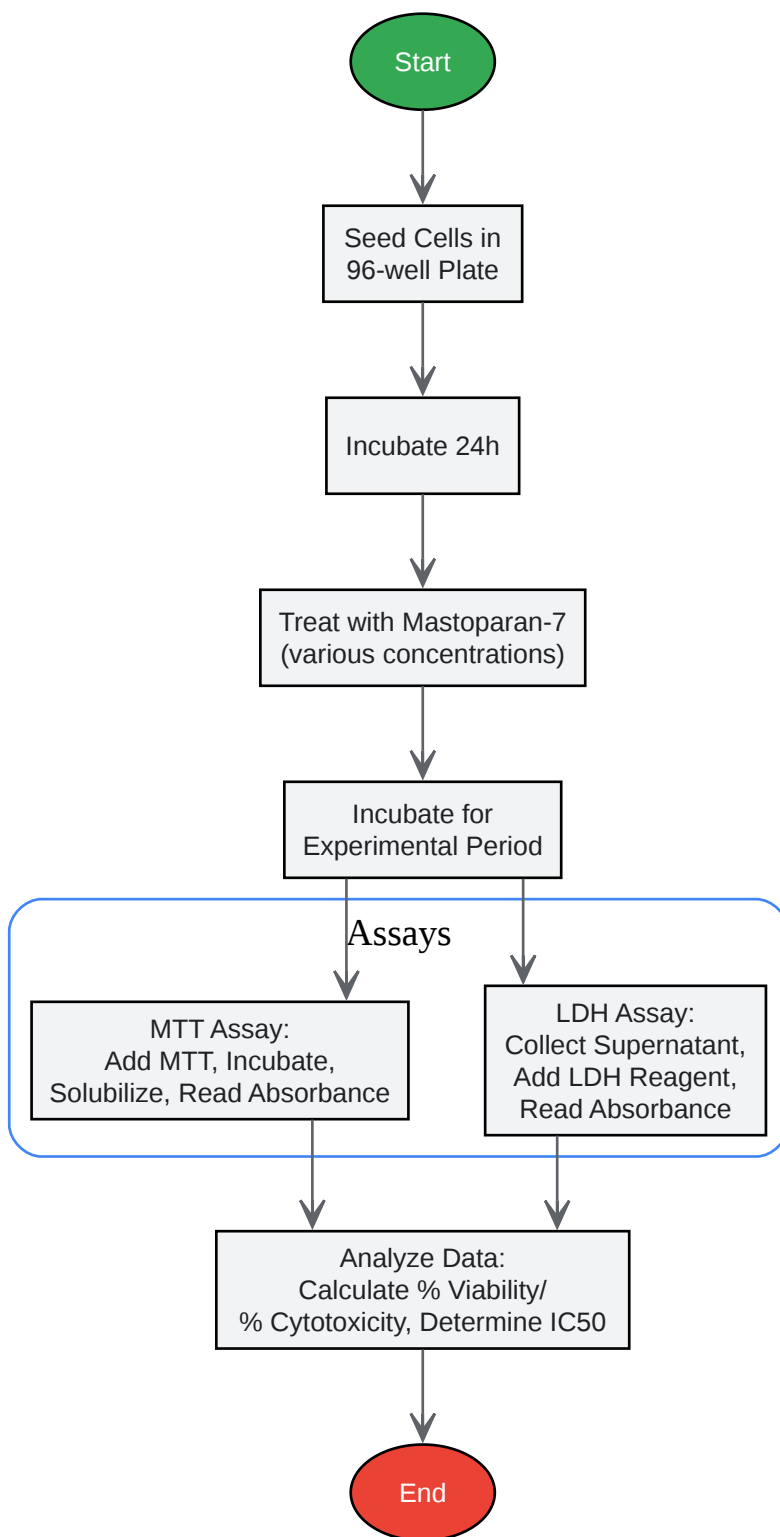 Start
Seed Cells in
96-well Plate
Incubate 24h
Treat with Mastoparan-7
(various concentrations)
Incubate for
Experimental Period
Assays
MTT Assay:
Add MTT, Incubate,
Solubilize, Read Absorbance
LDH Assay:
Collect Supernatant,
Add LDH Reagent,
Read Absorbance
Analyze Data:
Calculate % Viability/
% Cytotoxicity, Determine IC50
End